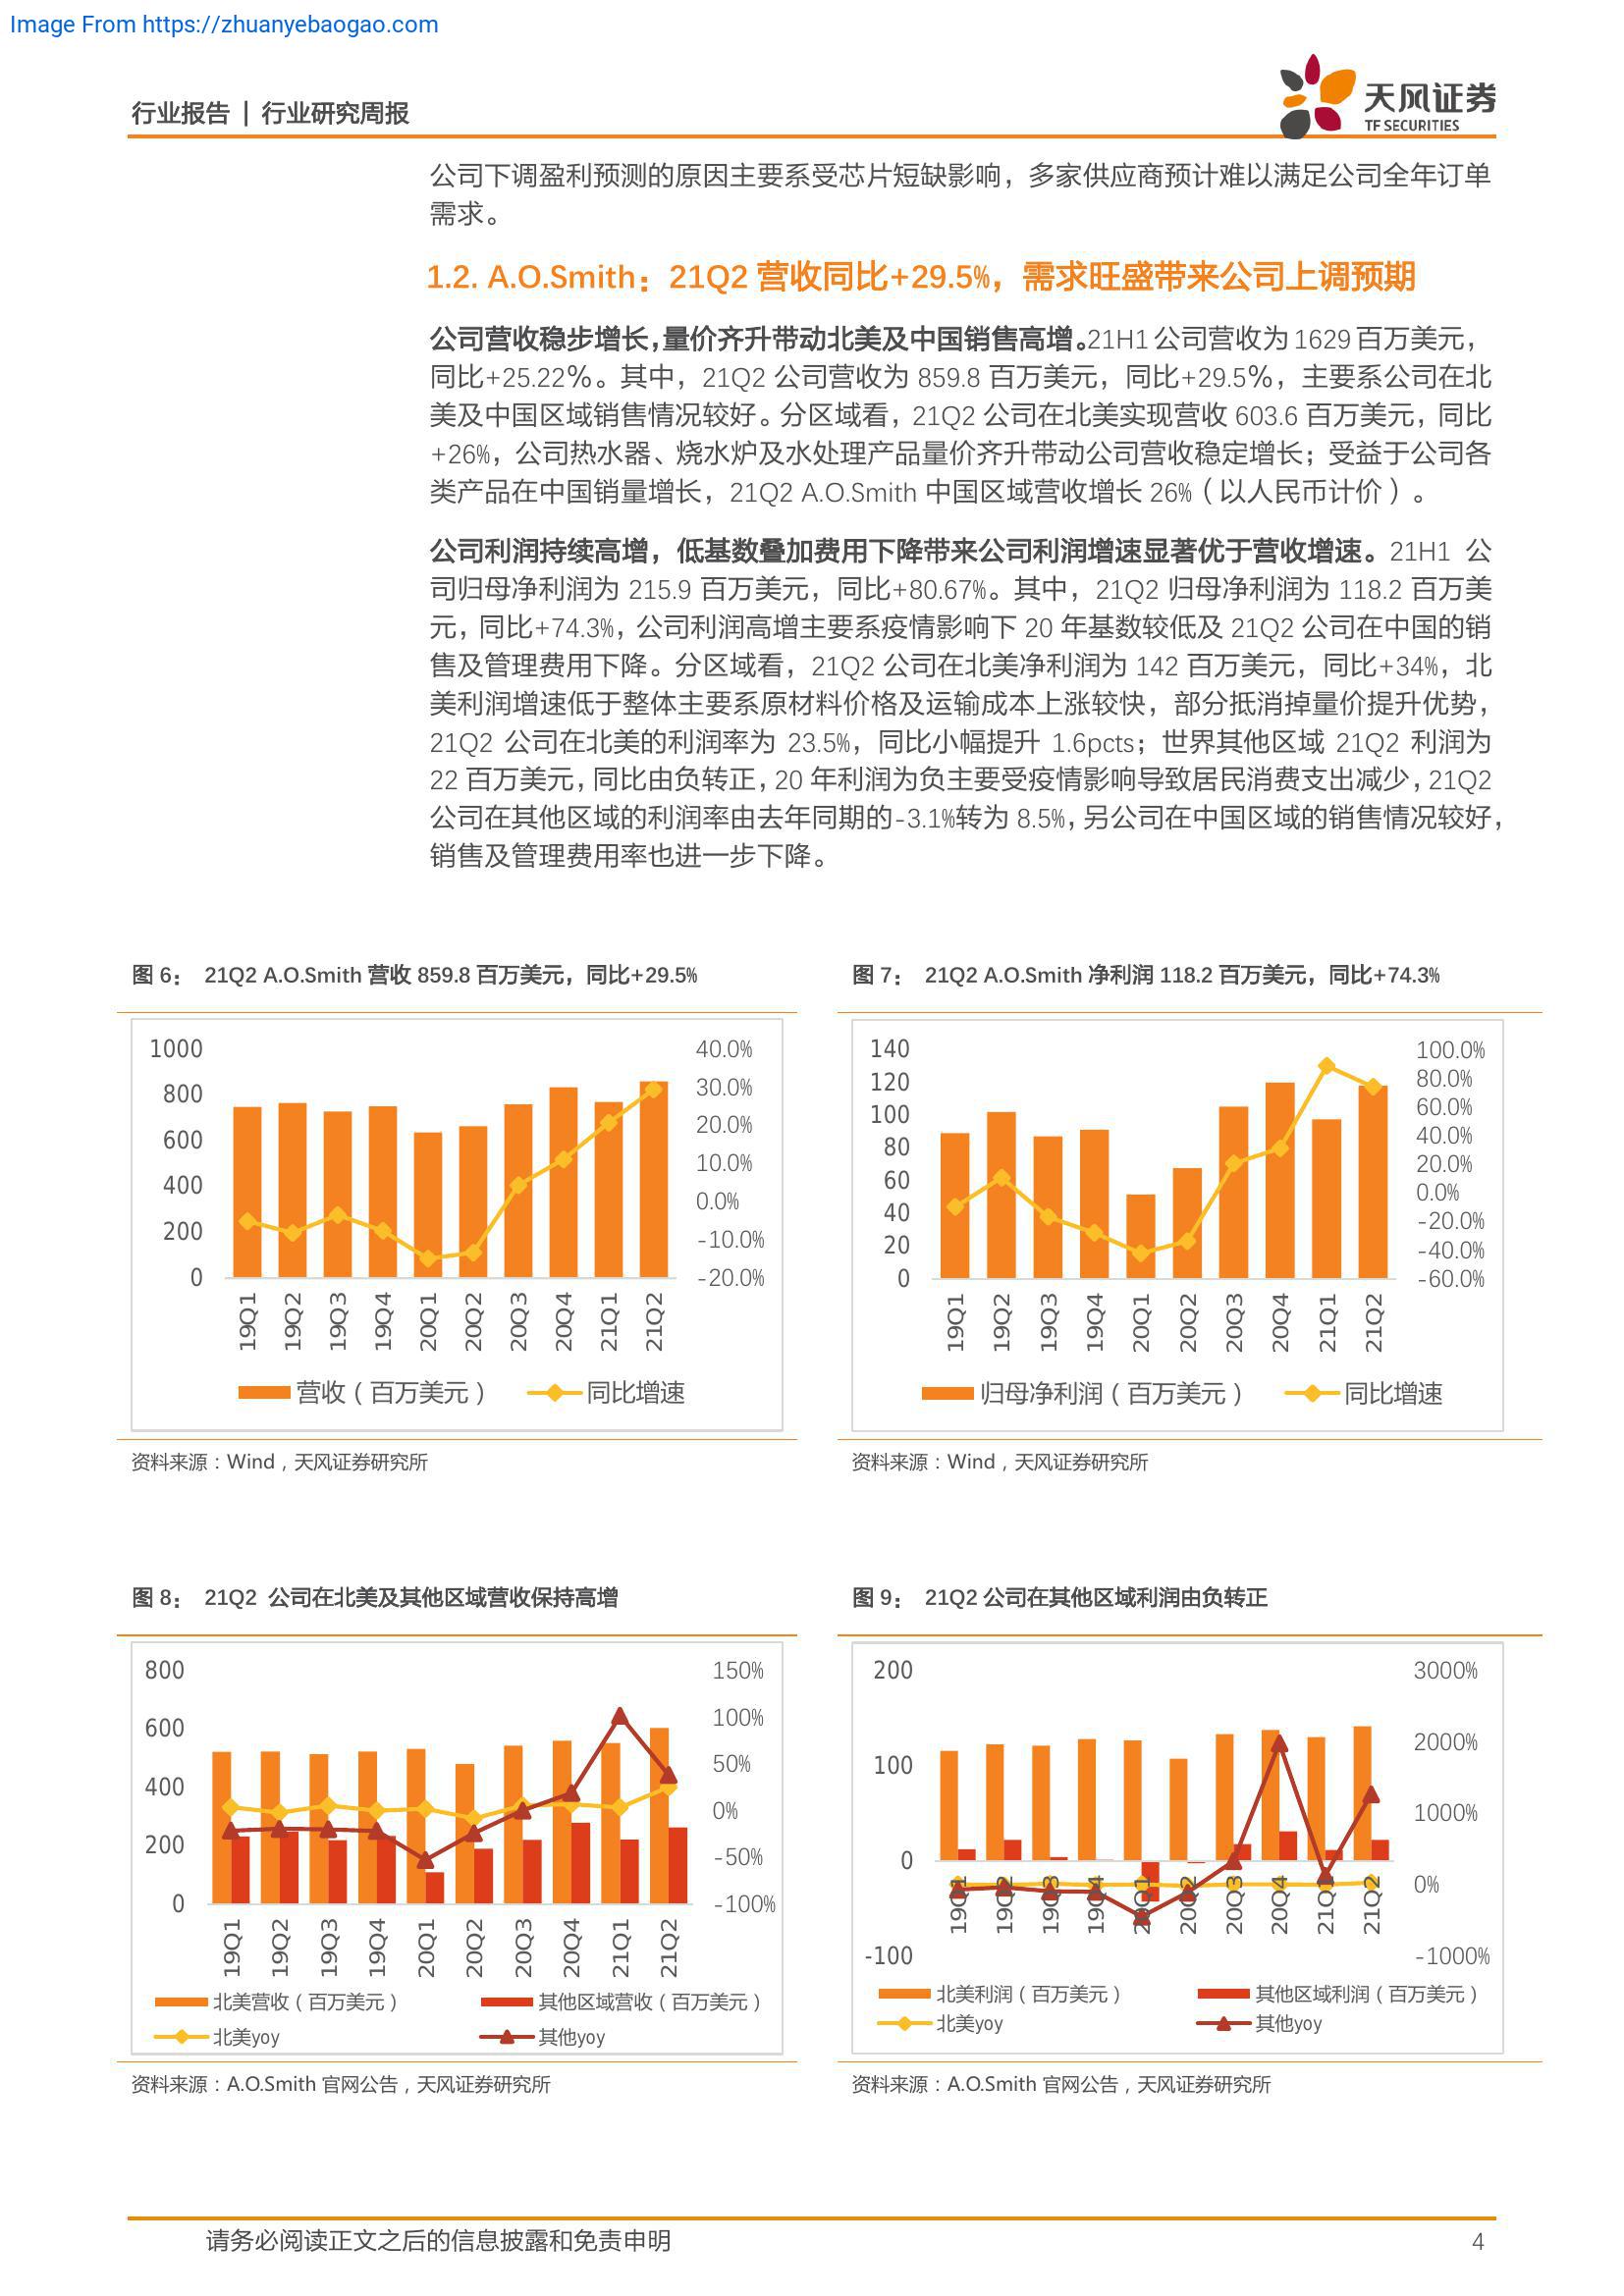 Image From https://zhuanyebaogao.com
行业报告 | 行业研究周报
天风证券
TF SECURITIES
公司下调盈利预测的原因主要系受芯片短缺影响，多家供应商预计难以满足公司全年订单
需求。
1.2. A.O.Smith：21Q2 营收同比+29.5%，需求旺盛带来公司上调预期
公司营收稳步增长，量价齐升带动北美及中国销售高增。21H1 公司营收为 1629 百万美元，
同比+25.22%。其中，21Q2 公司营收为 859.8 百万美元，同比+29.5%，主要系公司在北
美及中国区域销售情况较好。分区域看，21Q2 公司在北美实现营收 603.6 百万美元，同比
+26%，公司热水器、烧水炉及水处理产品量价齐升带动公司营收稳定增长；受益于公司各
类产品在中国销量增长，21Q2 A.O.Smith 中国区域营收增长 26%（以人民币计价）。
公司利润持续高增，低基数叠加费用下降带来公司利润增速显著优于营收增速。21H1 公
司归母净利润为 215.9 百万美元，同比+80.67%。其中，21Q2 归母净利润为 118.2 百万美
元，同比+74.3%，公司利润高增主要系疫情影响下 20 年基数较低及 21Q2 公司在中国的销
售及管理费用下降。分区域看，21Q2 公司在北美净利润为 142 百万美元，同比+34%，北
美利润增速低于整体主要系原材料价格及运输成本上涨较快，部分抵消掉量价提升优势，
21Q2 公司在北美的利润率为 23.5%，同比小幅提升 1.6pcts；世界其他区域 21Q2 利润为
22 百万美元，同比由负转正，20 年利润为负主要受疫情影响导致居民消费支出减少，21Q2
公司在其他区域的利润率由去年同期的-3.1%转为 8.5%，另公司在中国区域的销售情况较好，
销售及管理费用率也进一步下降。
图 6： 21Q2 A.O.Smith 营收 859.8 百万美元，同比+29.5%
1000
800
600
400
200
0
40.0%
30.0%
20.0%
10.0%
0.0%
-10.0%
-20.0%
19Q1 19Q2 19Q3 19Q4 20Q1 20Q2 20Q3 20Q4 21Q1 21Q2
营收（百万美元） 同比增速
资料来源：Wind，天风证券研究所
图 7： 21Q2 A.O.Smith 净利润 118.2 百万美元，同比+74.3%
140
120
100
80
60
40
20
0
100.0%
80.0%
60.0%
40.0%
20.0%
0.0%
-20.0%
-40.0%
-60.0%
19Q1 19Q2 19Q3 19Q4 20Q1 20Q2 20Q3 20Q4 21Q1 21Q2
归母净利润（百万美元） 同比增速
资料来源：Wind，天风证券研究所
图 8： 21Q2 公司在北美及其他区域营收保持高增
800
600
400
200
0
150%
100%
50%
0%
-50%
-100%
19Q1 19Q2 19Q3 19Q4 20Q1 20Q2 20Q3 20Q4 21Q1 21Q2
北美营收（百万美元） 其他区域营收（百万美元）
北美yoy 其他yoy
资料来源：A.O.Smith 官网公告，天风证券研究所
图 9： 21Q2 公司在其他区域利润由负转正
200
100
0
-100
3000%
2000%
1000%
0%
-1000%
19Q1 19Q2 19Q3 19Q4 20Q1 20Q2 20Q3 20Q4 21Q1 21Q2
北美利润（百万美元） 其他区域利润（百万美元）
北美yoy 其他yoy
资料来源：A.O.Smith 官网公告，天风证券研究所
请务必阅读正文之后的信息披露和免责申明
4